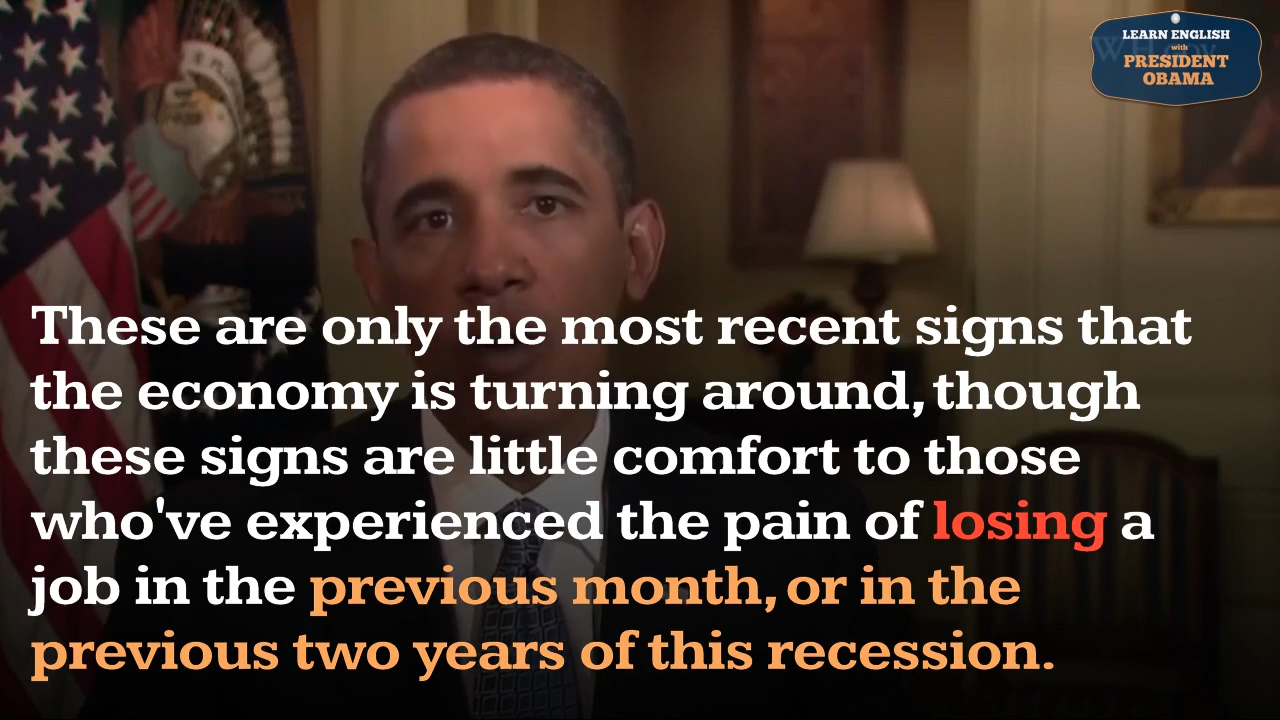 LEARN ENGLISH
with
PRESIDENT
OBAMA
These are only the most recent signs that
the economy is turning around, though
these signs are little comfort to those
who've experienced the pain of losing a
job in the previous month, or in the
previous two years of this recession.